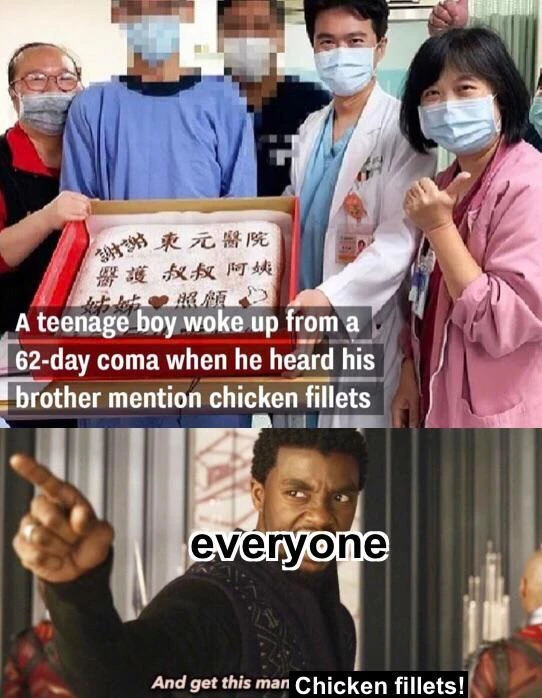 謝謝東元醫院
醫護叔叔阿姨
姊姊❤照顧
A teenage boy woke up from a
62-day coma when he heard his
brother mention chicken fillets
everyone
And get this man Chicken fillets!